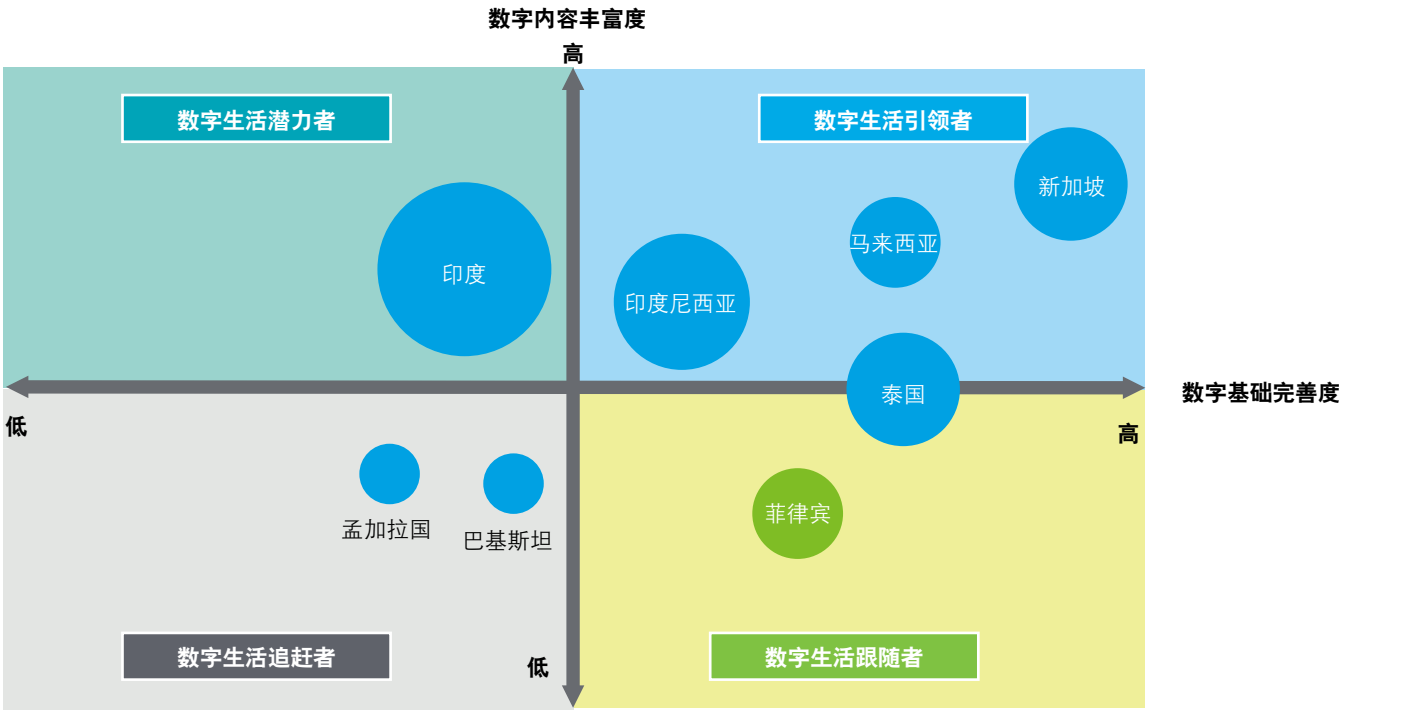 数字内容丰富度
高
数字生活潜力者
数字生活引领者
新加坡
马来西亚
印度
印度尼西亚
泰国
数字基础完善度
低
高
菲律宾
孟加拉国
巴基斯坦
数字生活追赶者
低
数字生活跟随者